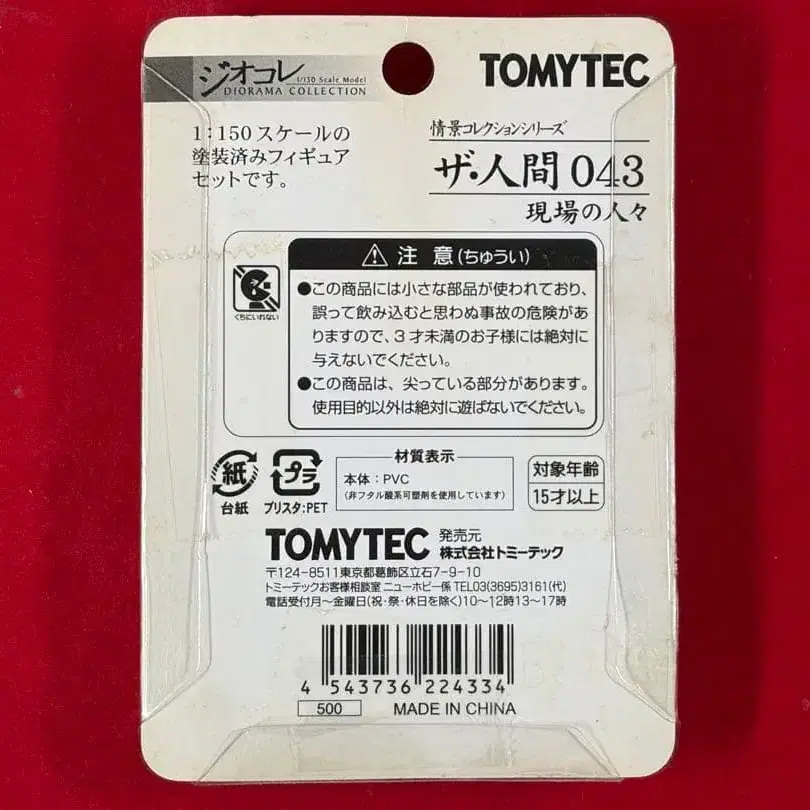 ジオコレ
1/150 Scale Model
DIORAMA COLLECTION
TOMYTEC
1:150スケールの
塗装済みフィギュア
セットです。
情景コレクションシリーズ
ザ・人間 043
現場の人々
注 意(ちゅうい)
くちにいれない
●この商品には小さな部品が使われており、
誤って飲み込むと思わぬ事故の危険があ
りますので、3才未満のお子様には絶対に
与えないでください。
●この商品は、尖っている部分があります。
使用目的以外は絶対に遊ばないでください。
紙
台紙
プラ
ブリスタ:PET
材質表示
本体:PVC
(非フタル酸系可塑剤を使用しています)
対象年齢
15才以上
TOMYTEC
発売元
株式会社トミーテック
〒124-8511東京都葛飾区立石7-9-10
トミーテックお客様相談室 ニューホビー係 TEL03(3695)3161(代)
電話受付月〜金曜日(祝・祭・休日を除く)10〜12時13〜17時
4 543736 224334
500
MADE IN CHINA